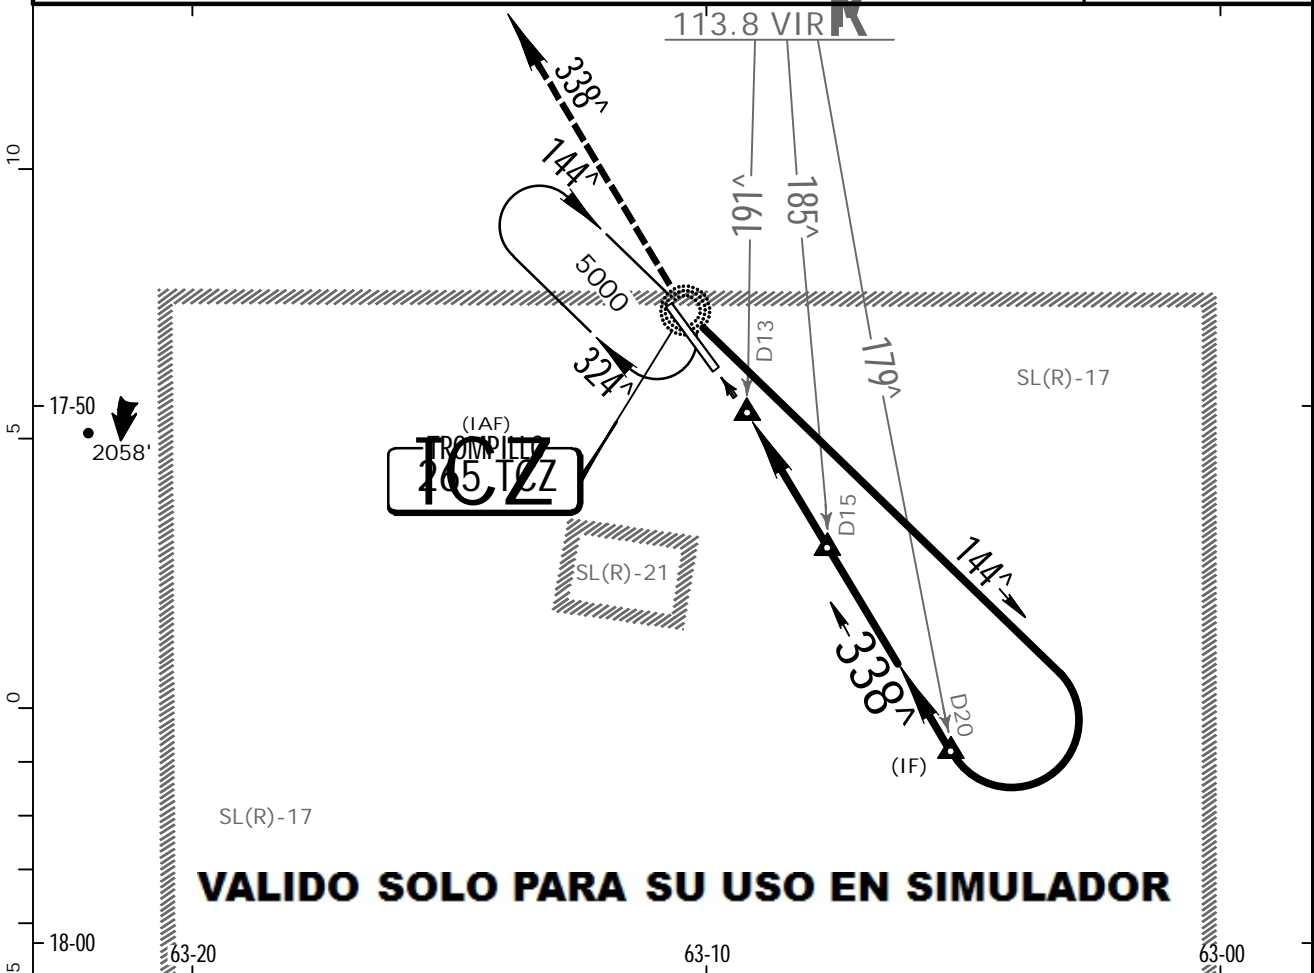 113.8 VIR
338^
144^
10
191^
185^
5000
D13
179^
SL(R)-17
324^
17-50
5
2058'
(IAF)
TROMPILLO
265 TCZ
TCZ
D15
144^
SL(R)-21
338^
0
D20
(IF)
SL(R)-17
VALIDO SOLO PARA SU USO EN SIMULADOR
18-00
63-20
63-10
63-00
5